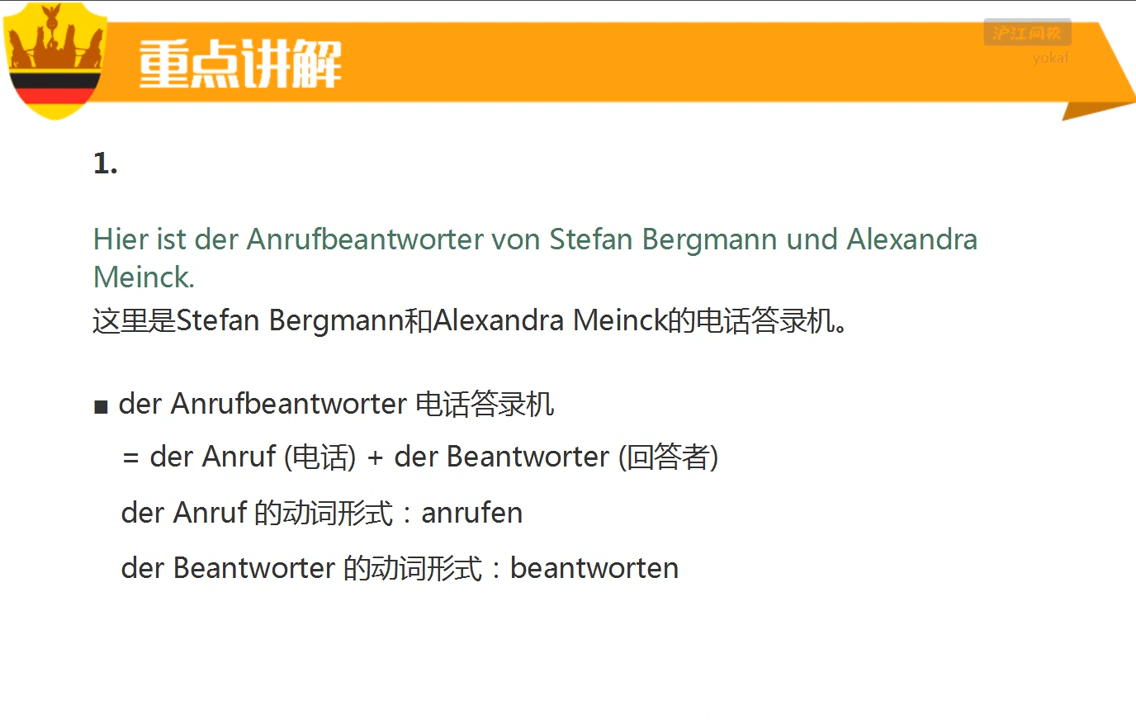 沪江网校
yokaf
重点讲解
1.
Hier ist der Anrufbeantworter von Stefan Bergmann und Alexandra
Meinck.
这里是Stefan Bergmann和Alexandra Meinck的电话答录机。
■ der Anrufbeantworter 电话答录机
= der Anruf (电话) + der Beantworter (回答者)
der Anruf 的动词形式：anrufen
der Beantworter 的动词形式：beantworten